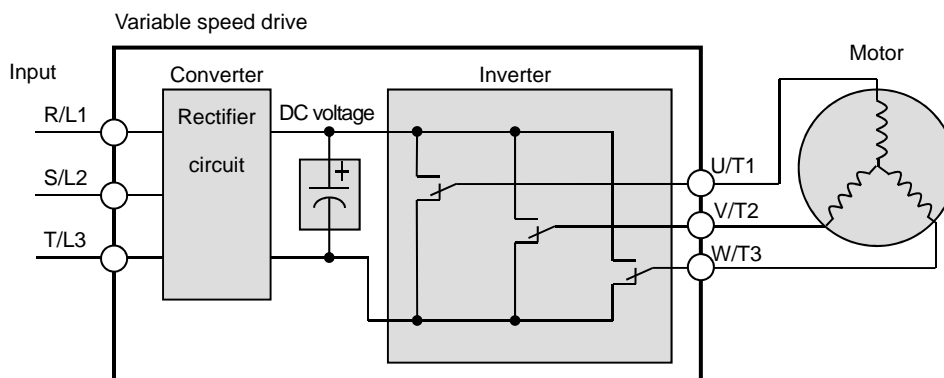 Variable speed drive
Input
Converter
Inverter
Motor
R/L1
Rectifier
circuit
DC voltage
+
S/L2
T/L3
U/T1
V/T2
W/T3